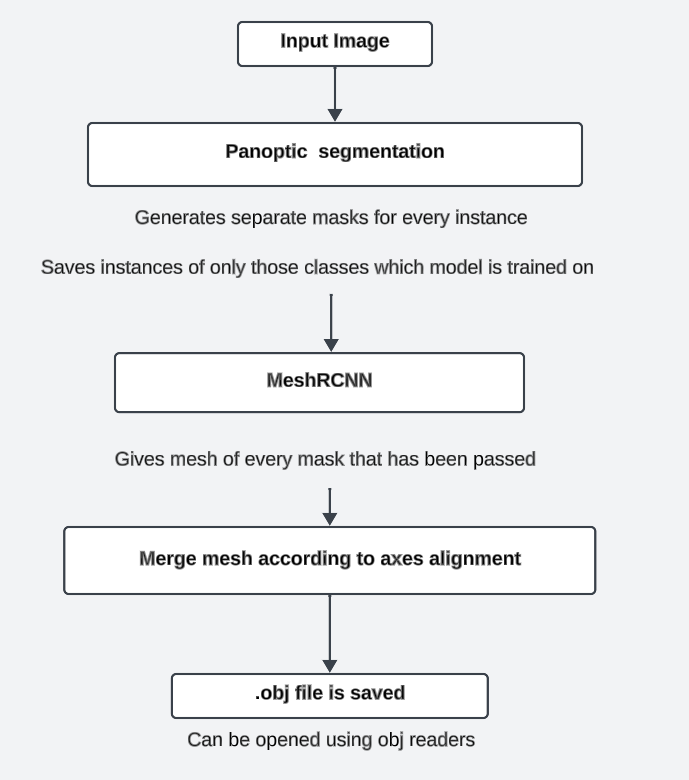 Input Image
Panoptic segmentation
Generates separate masks for every instance
Saves instances of only those classes which model is trained on
MeshRCNN
Gives mesh of every mask that has been passed
Merge mesh according to axes alignment
.obj file is saved
Can be opened using obj readers